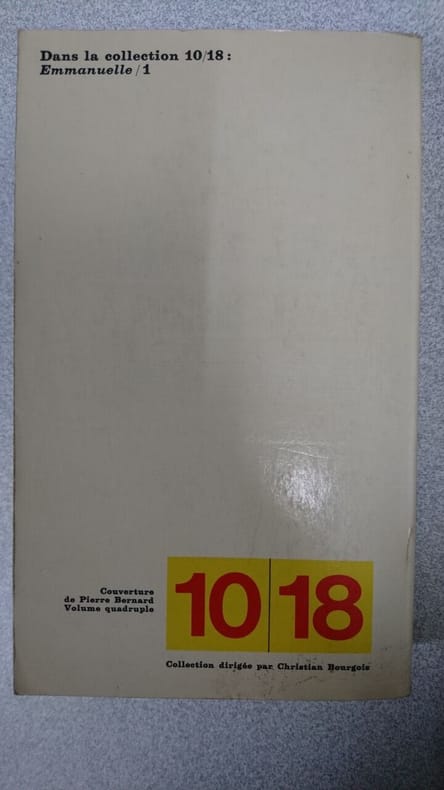 Dans la collection 10/18 :
Emmanuelle / 1
Couverture
de Pierre Bernard
Volume quadruple
10 18
Collection dirigée par Christian Bourgois